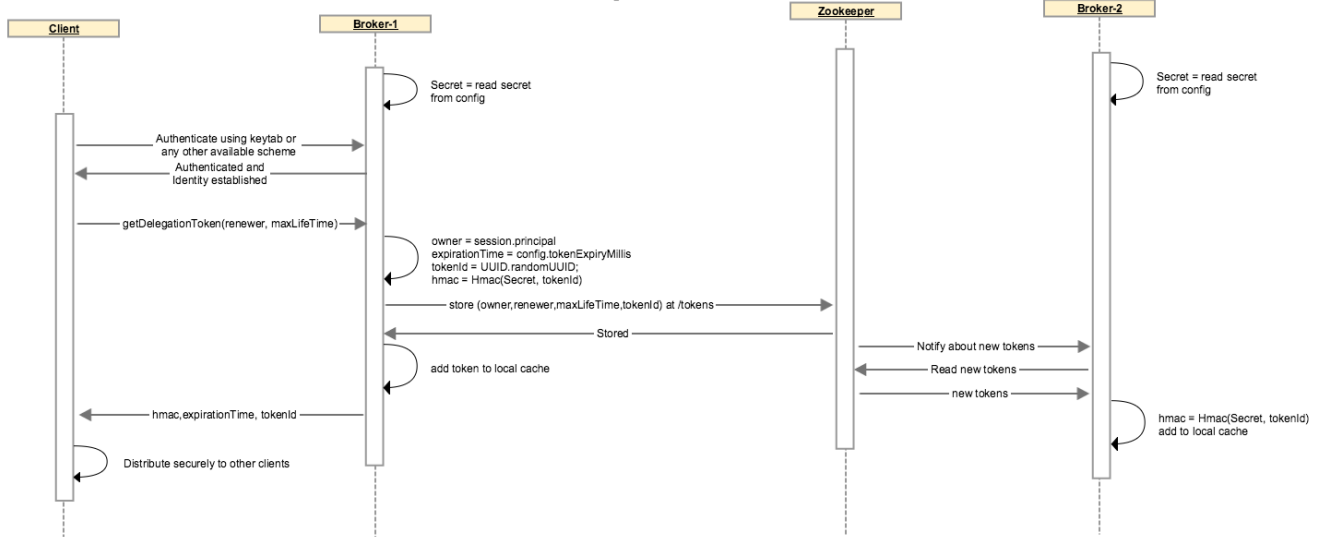 Client
Broker-1
Zookeeper
Broker-2
Secret = read secret
from config
Secret = read secret
from config
Authenticate using keytab or
any other available scheme
Authenticated and
Identity established
getDelegationToken(renewer, maxLifeTime)
owner = session.principal
expirationTime = config.tokenExpiryMillis
tokenId = UUID.randomUUID;
hmac = Hmac(Secret, tokenId)
store (owner,renewer,maxLifeTime,tokenId) at /tokens
Stored
Notify about new tokens
add token to local cache
Read new tokens
new tokens
hmac,expirationTime, tokenId
hmac = Hmac(Secret, tokenId)
add to local cache
Distribute securely to other clients